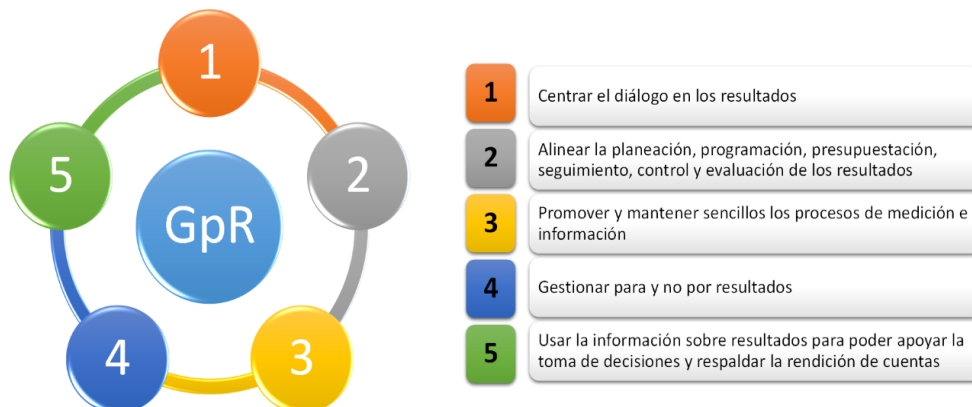 1
5
2
GpR
4
3
1
Centrar el diálogo en los resultados
2
Alinear la planeación, programación, presupuestación,
seguimiento, control y evaluación de los resultados
3
Promover y mantener sencillos los procesos de medición e
información
4
Gestionar para y no por resultados
5
Usar la información sobre resultados para poder apoyar la
toma de decisiones y respaldar la rendición de cuentas